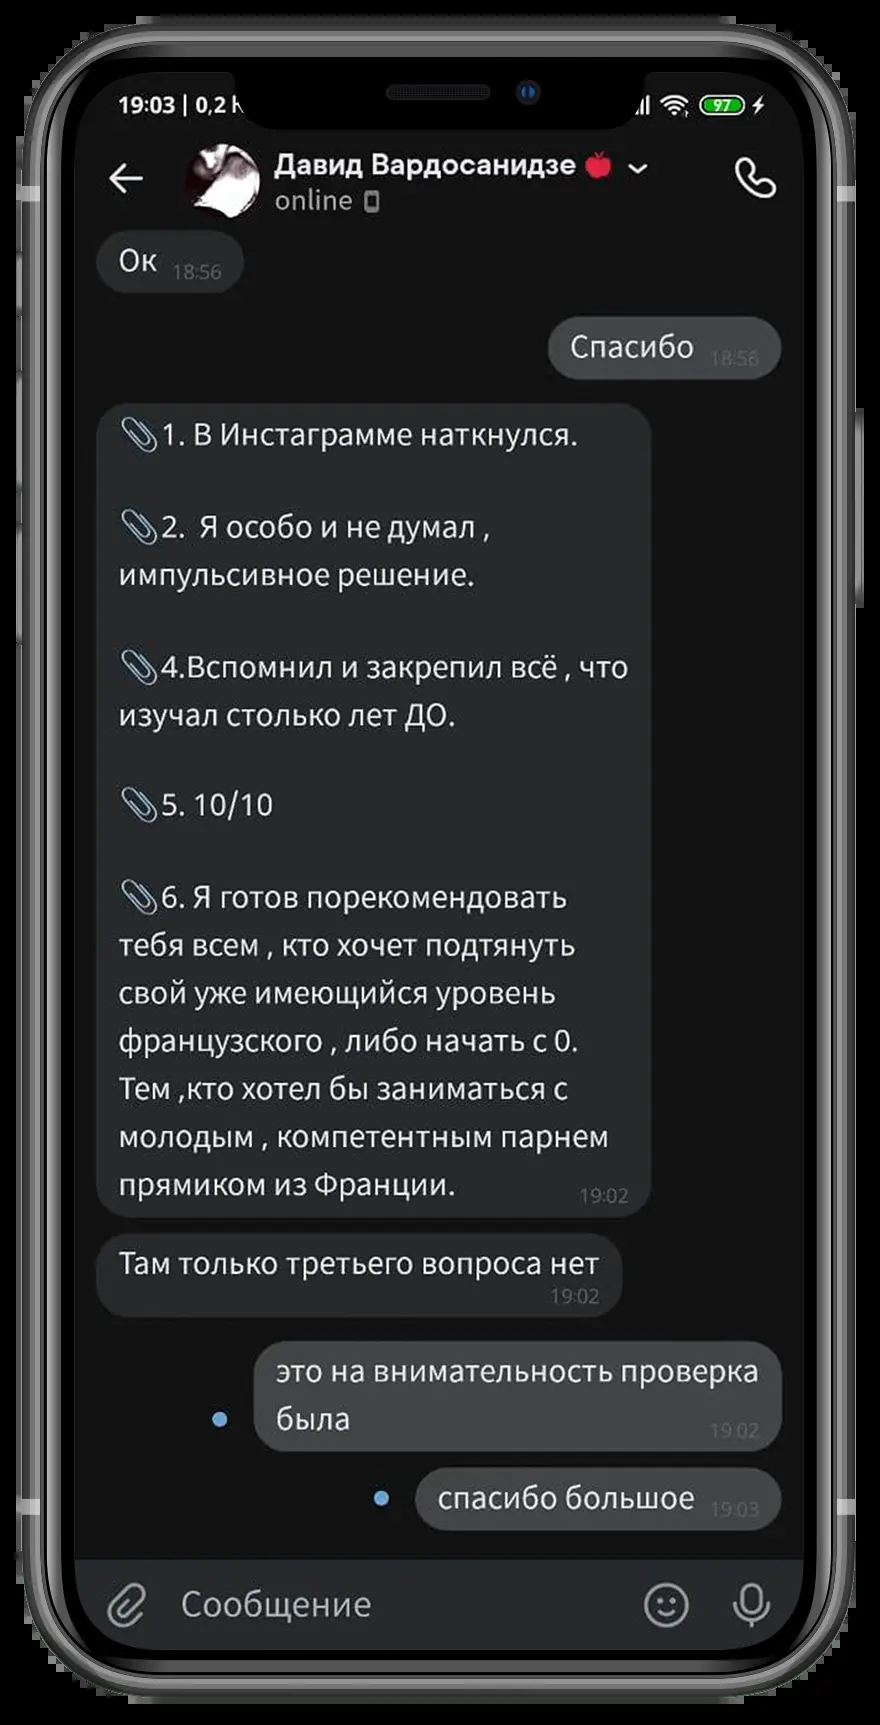 19:03 | 0,2
97
Давид Вардосанидзе
online
Ок 18:56
Спасибо 18:56
1. В Инстаграмме наткнулся.
2. Я особо и не думал ,
импульсивное решение.
4.Вспомнил и закрепил всё , что
изучал столько лет ДО.
5. 10/10
6. Я готов порекомендовать
тебя всем , кто хочет подтянуть
свой уже имеющийся уровень
французского , либо начать с 0.
Тем ,кто хотел бы заниматься с
молодым , компетентным парнем
прямиком из Франции.
19:02
Там только третьего вопроса нет
19:02
это на внимательность проверка
была
19:02
спасибо большое 19:03
Сообщение